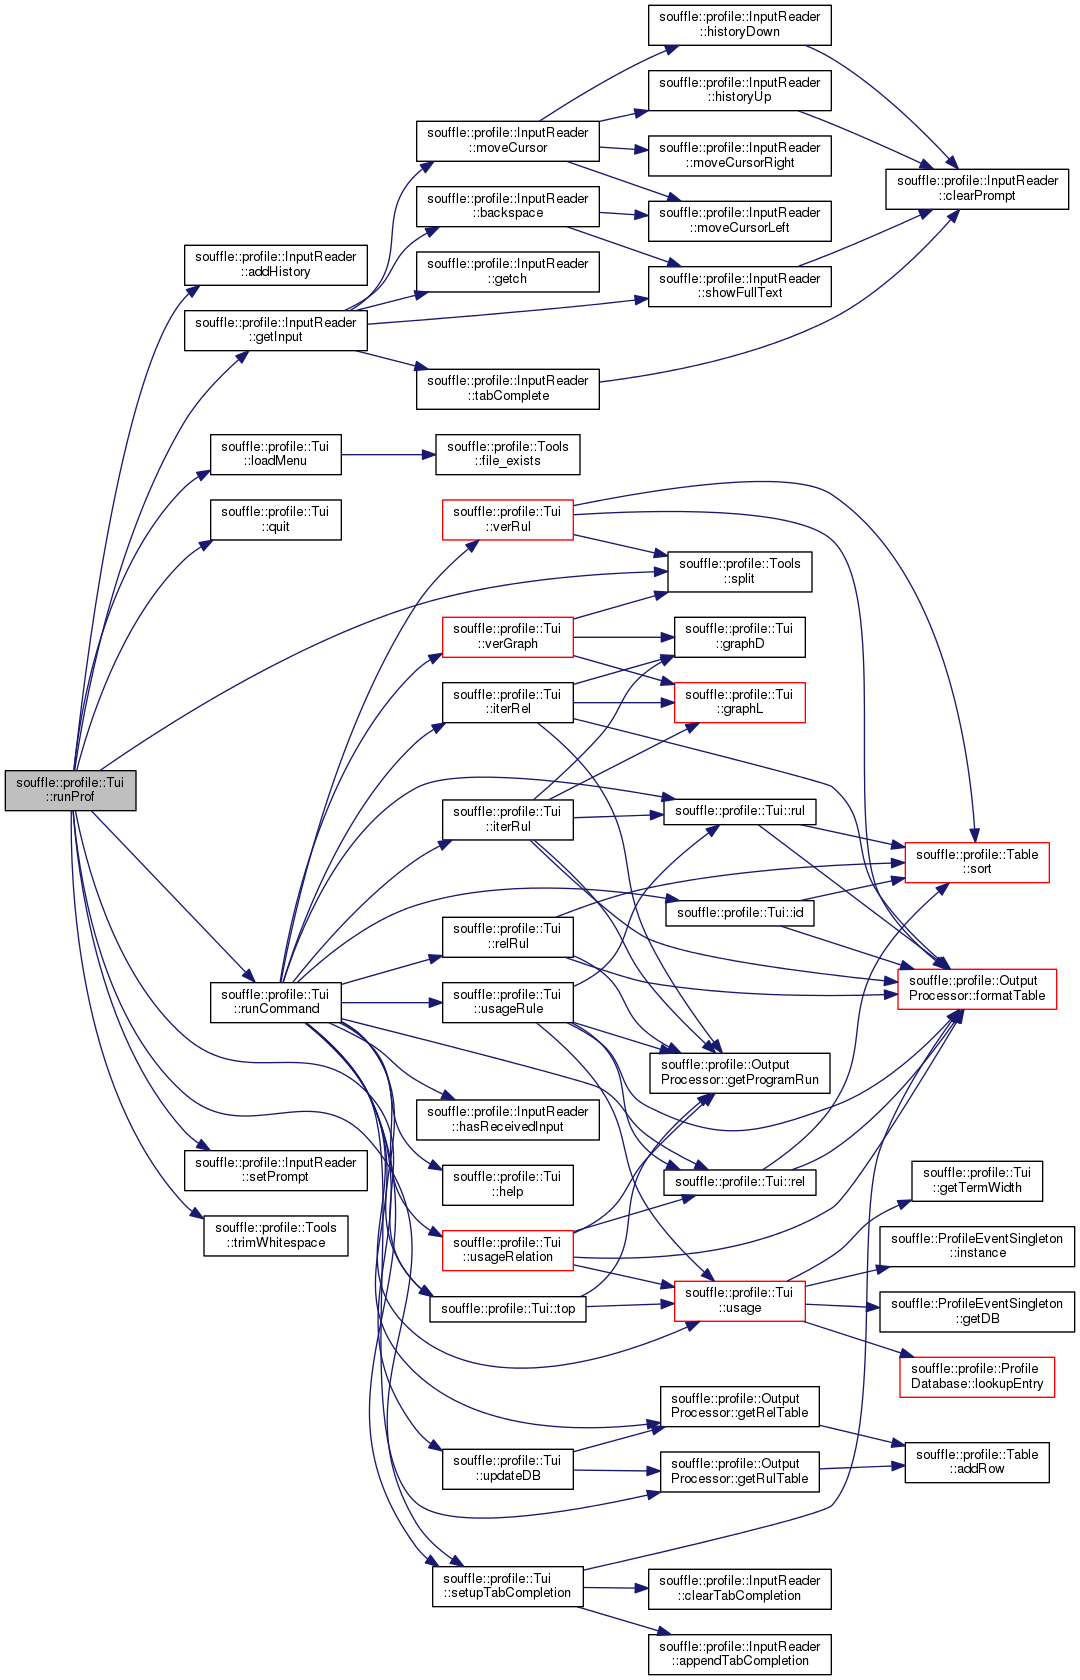 souffle::profile::InputReader
::historyDown
souffle::profile::InputReader
::historyUp
souffle::profile::InputReader
::moveCursor
souffle::profile::InputReader
::moveCursorRight
souffle::profile::InputReader
::clearPrompt
souffle::profile::InputReader
::backspace
souffle::profile::InputReader
::moveCursorLeft
souffle::profile::InputReader
::addHistory
souffle::profile::InputReader
::getch
souffle::profile::InputReader
::showFullText
souffle::profile::InputReader
::getInput
souffle::profile::InputReader
::tabComplete
souffle::profile::Tui
::loadMenu
souffle::profile::Tools
::file_exists
souffle::profile::Tui
::quit
souffle::profile::Tui
::verRul
souffle::profile::Tools
::split
souffle::profile::Tui
::verGraph
souffle::profile::Tui
::graphD
souffle::profile::Tui
::iterRel
souffle::profile::Tui
::graphL
souffle::profile::Tui
::runProf
souffle::profile::Tui
::iterRul
souffle::profile::Tui::rul
souffle::profile::Table
::sort
souffle::profile::Tui::id
souffle::profile::Tui
::relRul
souffle::profile::Tui
::runCommand
souffle::profile::Tui
::usageRule
souffle::profile::Output
Processor::formatTable
souffle::profile::Output
Processor::getProgramRun
souffle::profile::InputReader
::hasReceivedInput
souffle::profile::InputReader
::setPrompt
souffle::profile::Tui
::help
souffle::profile::Tui::rel
souffle::profile::Tui
::getTermWidth
souffle::profile::Tools
::trimWhitespace
souffle::profile::Tui
::usageRelation
souffle::ProfileEventSingleton
::instance
souffle::profile::Tui::top
souffle::profile::Tui
::usage
souffle::ProfileEventSingleton
::getDB
souffle::profile::Profile
Database::lookupEntry
souffle::profile::Output
Processor::getRelTable
souffle::profile::Tui
::updateDB
souffle::profile::Output
Processor::getRulTable
souffle::profile::Table
::addRow
souffle::profile::Tui
::setupTabCompletion
souffle::profile::InputReader
::clearTabCompletion
souffle::profile::InputReader
::appendTabCompletion